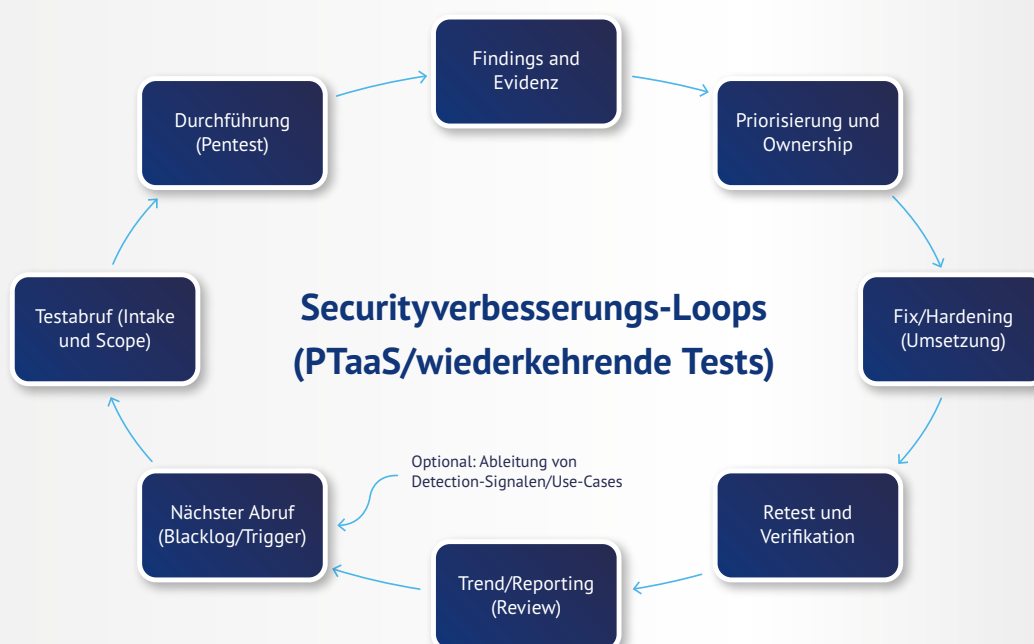 Findings and
Evidenz
Durchführung
(Pentest)
Priorisierung und
Ownership
Testabruf (Intake
und Scope)
Securityverbesserungs-Loops
(PTaaS/wiederkehrende Tests)
Fix/Hardening
(Umsetzung)
Optional: Ableitung von
Detection-Signalen/Use-Cases
Nächster Abruf
(Blacklog/Trigger)
Retest und
Verifikation
Trend/Reporting
(Review)